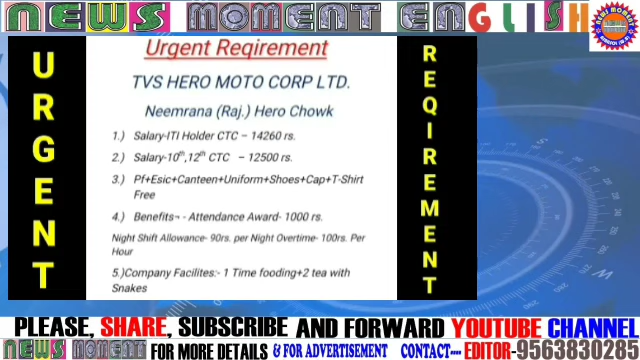 NEWS MOMENT ENGLISH
URGENT
Urgent Reqirement
TVS HERO MOTO CORP LTD.
Neemrana (Raj.) Hero Chowk
1.) Salary-ITI Holder CTC – 14260 rs.
2.) Salary-10th,12th CTC – 12500 rs.
3.) Pf+Esic+Canteen+Uniform+Shoes+Cap+T-Shirt
Free
4.) Benefits¬ - Attendance Award- 1000 rs.
Night Shift Allowance- 90rs. per Night Overtime- 100rs. Per
Hour
5.)Company Facilites:- 1 Time fooding+2 tea with
Snakes
REQIREMENT
PLEASE, SHARE, SUBSCRIBE AND FORWARD YOUTUBE CHANNEL
NEWS MOMENT FOR MORE DETAILS & FOR ADVERTISEMENT CONTACT---- EDITOR-9563830285